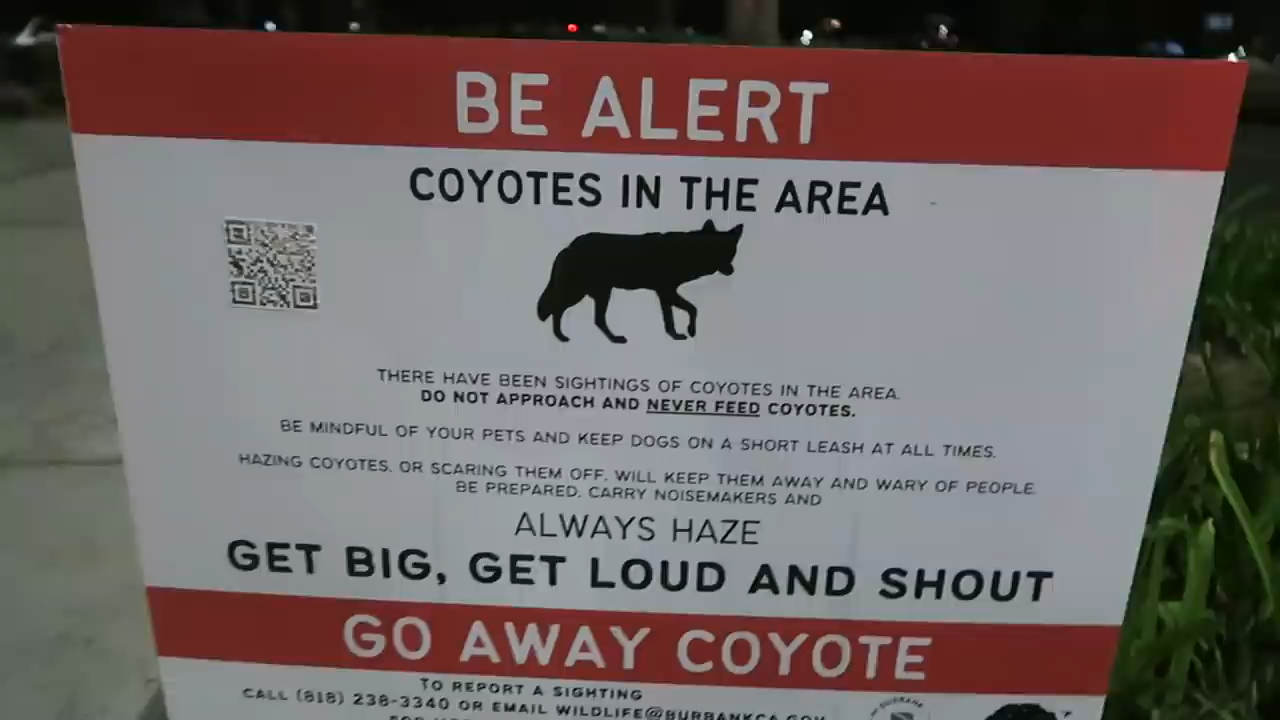 BE ALERT
COYOTES IN THE AREA
THERE HAVE BEEN SIGHTINGS OF COYOTES IN THE AREA.
DO NOT APPROACH AND NEVER FEED COYOTES.
BE MINDFUL OF YOUR PETS AND KEEP DOGS ON A SHORT LEASH AT ALL TIMES.
HAZING COYOTES, OR SCARING THEM OFF, WILL KEEP THEM AWAY AND WARY OF PEOPLE.
BE PREPARED, CARRY NOISEMAKERS AND
ALWAYS HAZE
GET BIG, GET LOUD AND SHOUT
GO AWAY COYOTE
TO REPORT A SIGHTING
CALL (818) 238-3340 OR EMAIL WILDLIFE@BURBANKCA.GOV
BURBANK